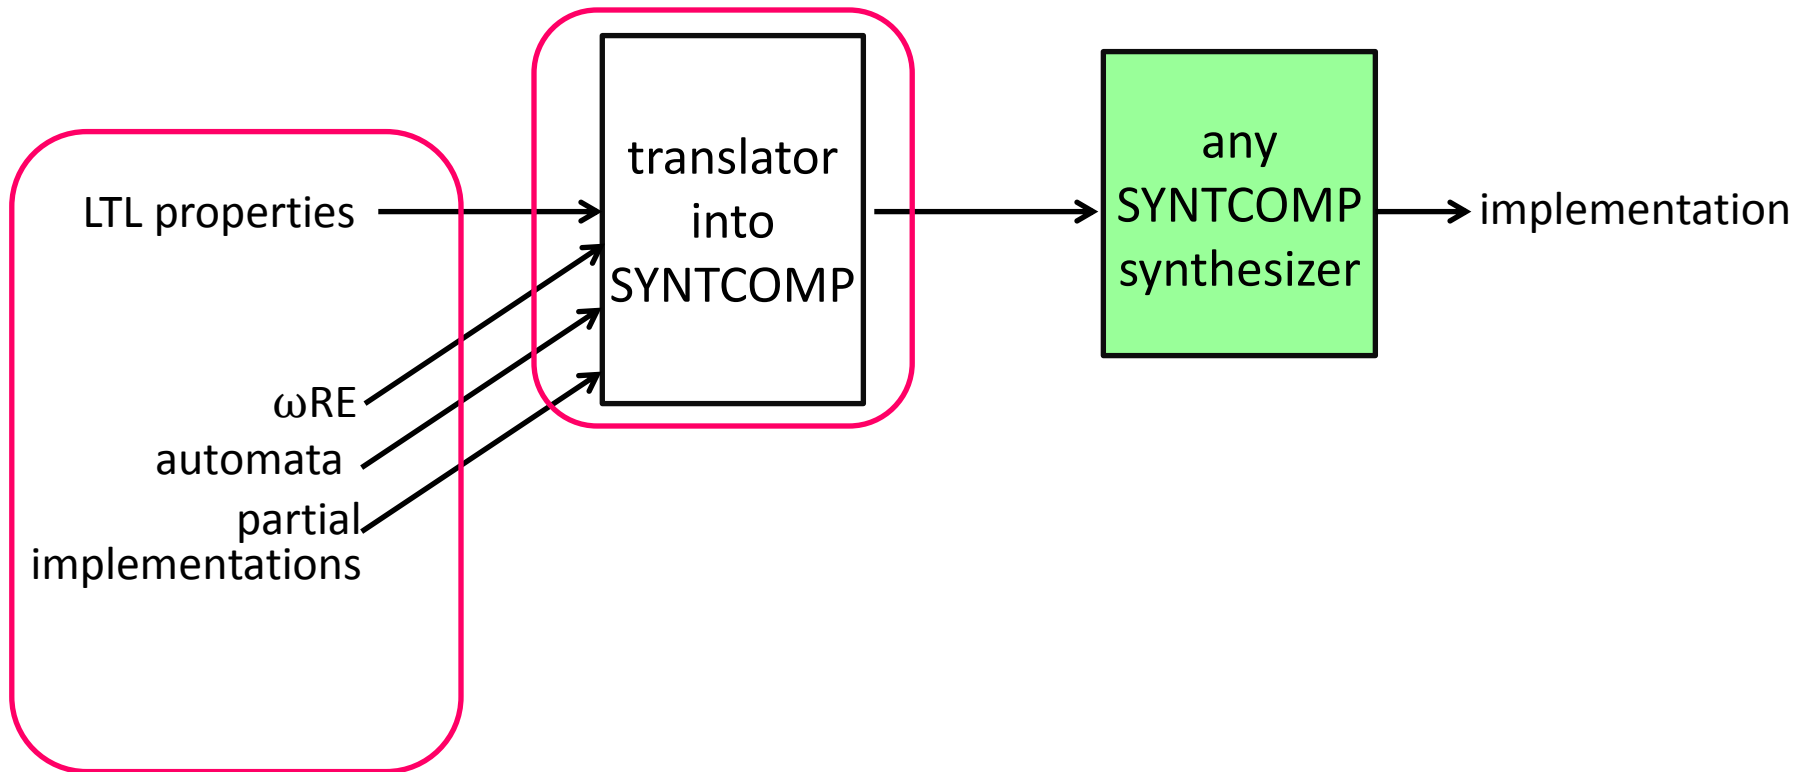 LTL properties
ωRE
automata
partial
implementations
translator
into
SYNTCOMP
any
SYNTCOMP
synthesizer
implementation